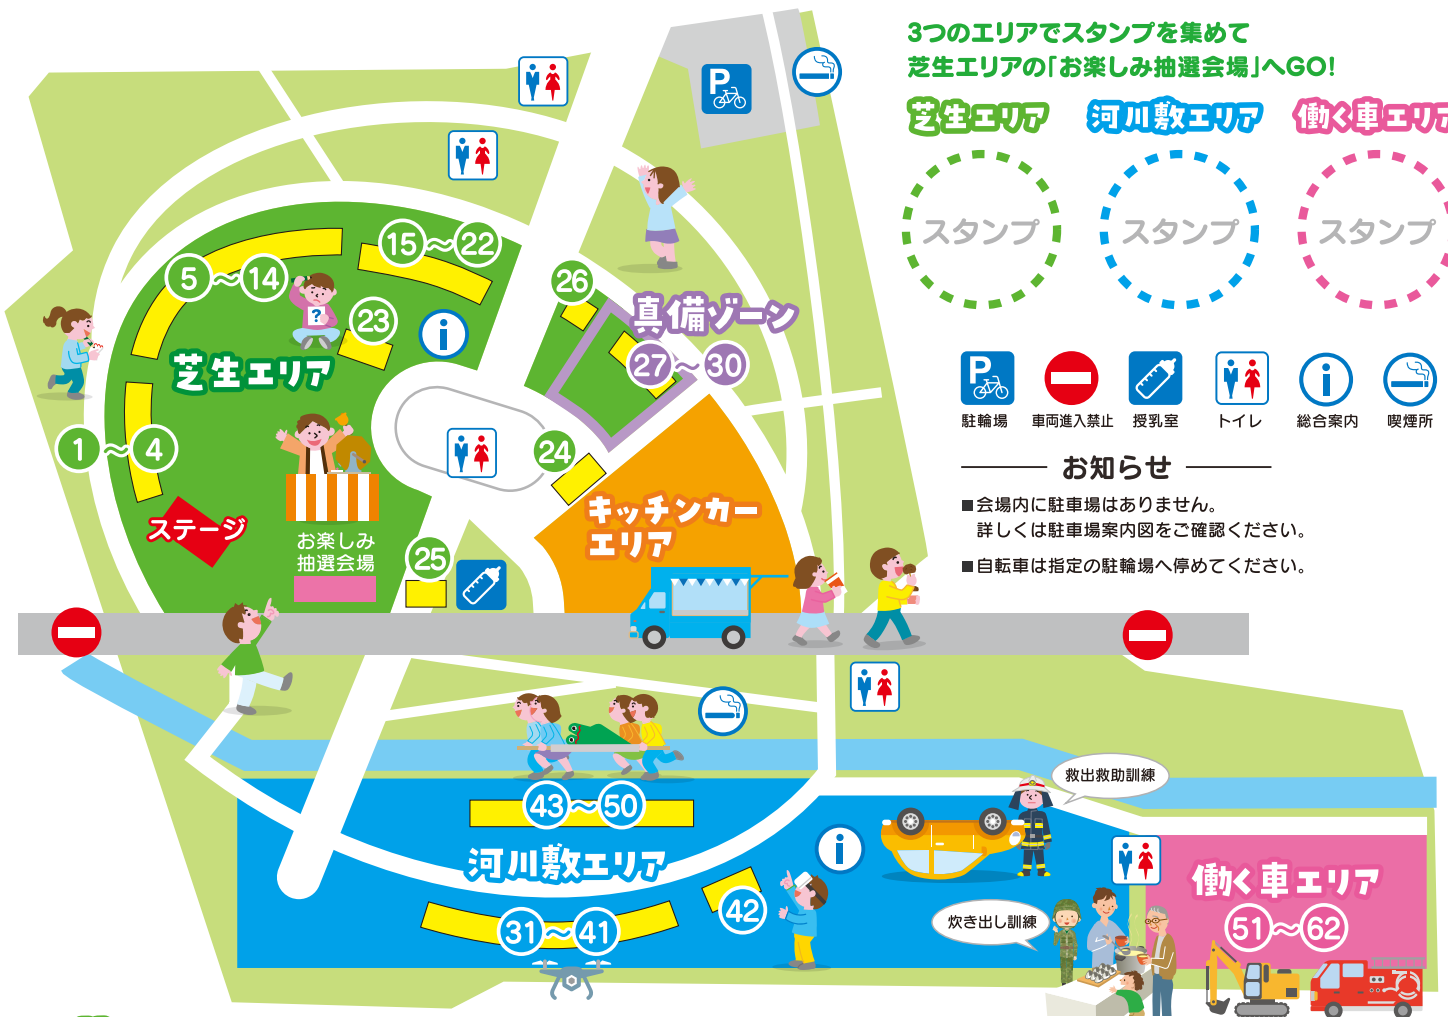 3つのエリアでスタンプを集めて
芝生エリアの「お楽しみ抽選会場」へGO!
芝生エリア
河川敷エリア
働く車エリア
スタンプ
スタンプ
スタンプ
P
15～22
5～14
26
23
真備ゾーン
27～30
芝生エリア
1～4
24
キッチンカー
エリア
ステージ
お楽しみ
抽選会場
25
P
駐輪場
車両進入禁止
授乳室
トイレ
総合案内
喫煙所
お知らせ
■会場内に駐車場はありません。
詳しくは駐車場案内図をご確認ください。
■自転車は指定の駐輪場へ停めてください。
救出救助訓練
43～50
河川敷エリア
42
31～41
炊き出し訓練
働く車エリア
51～62